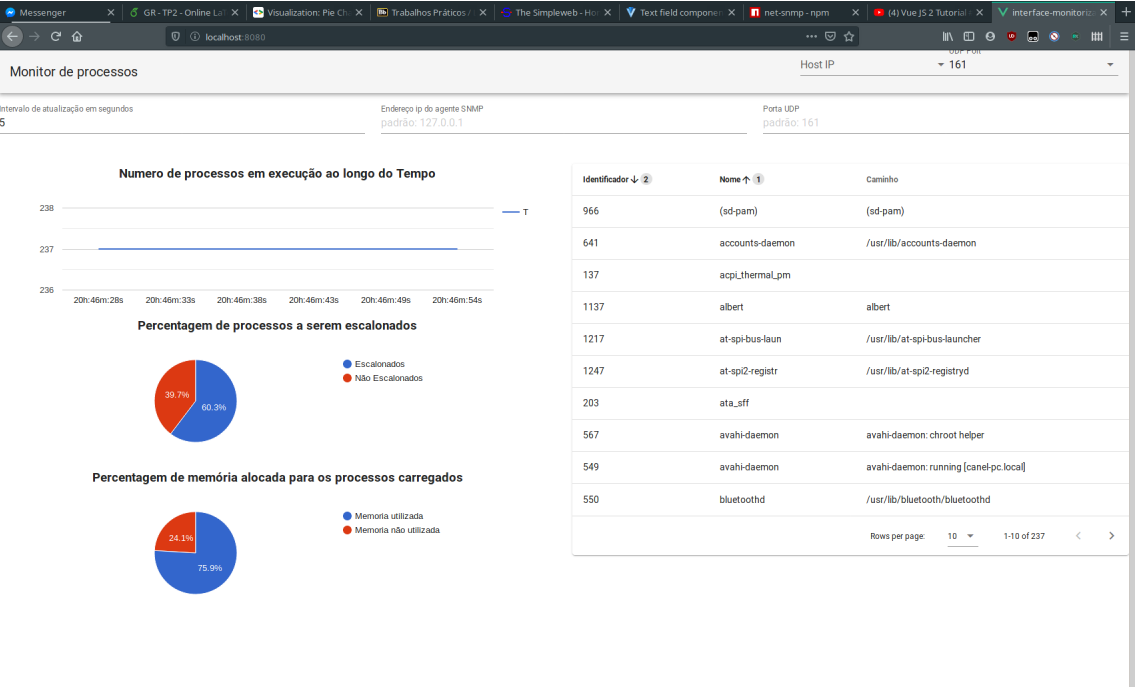 Messenger
GR - TP2 - Online La
Visualization: Pie Ch
Trabalhos Práticos /
The Simpleweb - Ho
Text field componen
net-snmp - npm
(4) Vue JS 2 Tutorial
interface-monitoriz
localhost:8080
Monitor de processos
Host IP
UDP Port
161
Intervalo de atualização em segundos
5
Endereço ip do agente SNMP
padrão: 127.0.0.1
Porta UDP
padrão: 161
Numero de processos em execução ao longo do Tempo
238
237
236
T
20h:46m:28s 20h:46m:33s 20h:46m:38s 20h:46m:43s 20h:46m:49s 20h:46m:54s
Percentagem de processos a serem escalonados
Escalonados
Não Escalonados
39.7%
60.3%
Percentagem de memória alocada para os processos carregados
Memoria utilizada
Memoria não utilizada
24.1%
75.9%
Identificador 2 Nome 1 Caminho
966 (sd-pam) (sd-pam)
641 accounts-daemon /usr/lib/accounts-daemon
137 acpi_thermal_pm
1137 albert albert
1217 at-spi-bus-laun /usr/lib/at-spi-bus-launcher
1247 at-spi2-registr /usr/lib/at-spi2-registryd
203 ata_sff
567 avahi-daemon avahi-daemon: chroot helper
549 avahi-daemon avahi-daemon: running [canel-pc.local]
550 bluetoothd /usr/lib/bluetooth/bluetoothd
Rows per page: 10 1-10 of 237